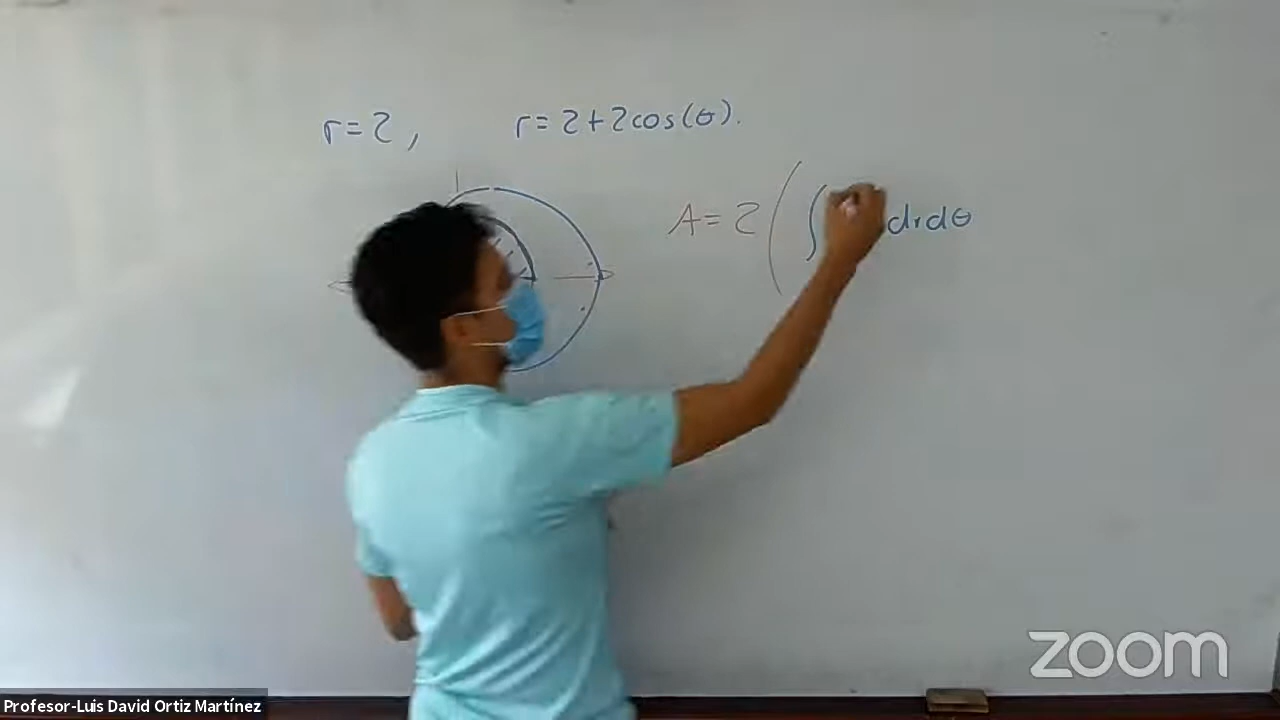 r=2, r=2+2cos(θ).
A=2(∫ drdθ
zoom
Profesor-Luis David Ortiz Martínez